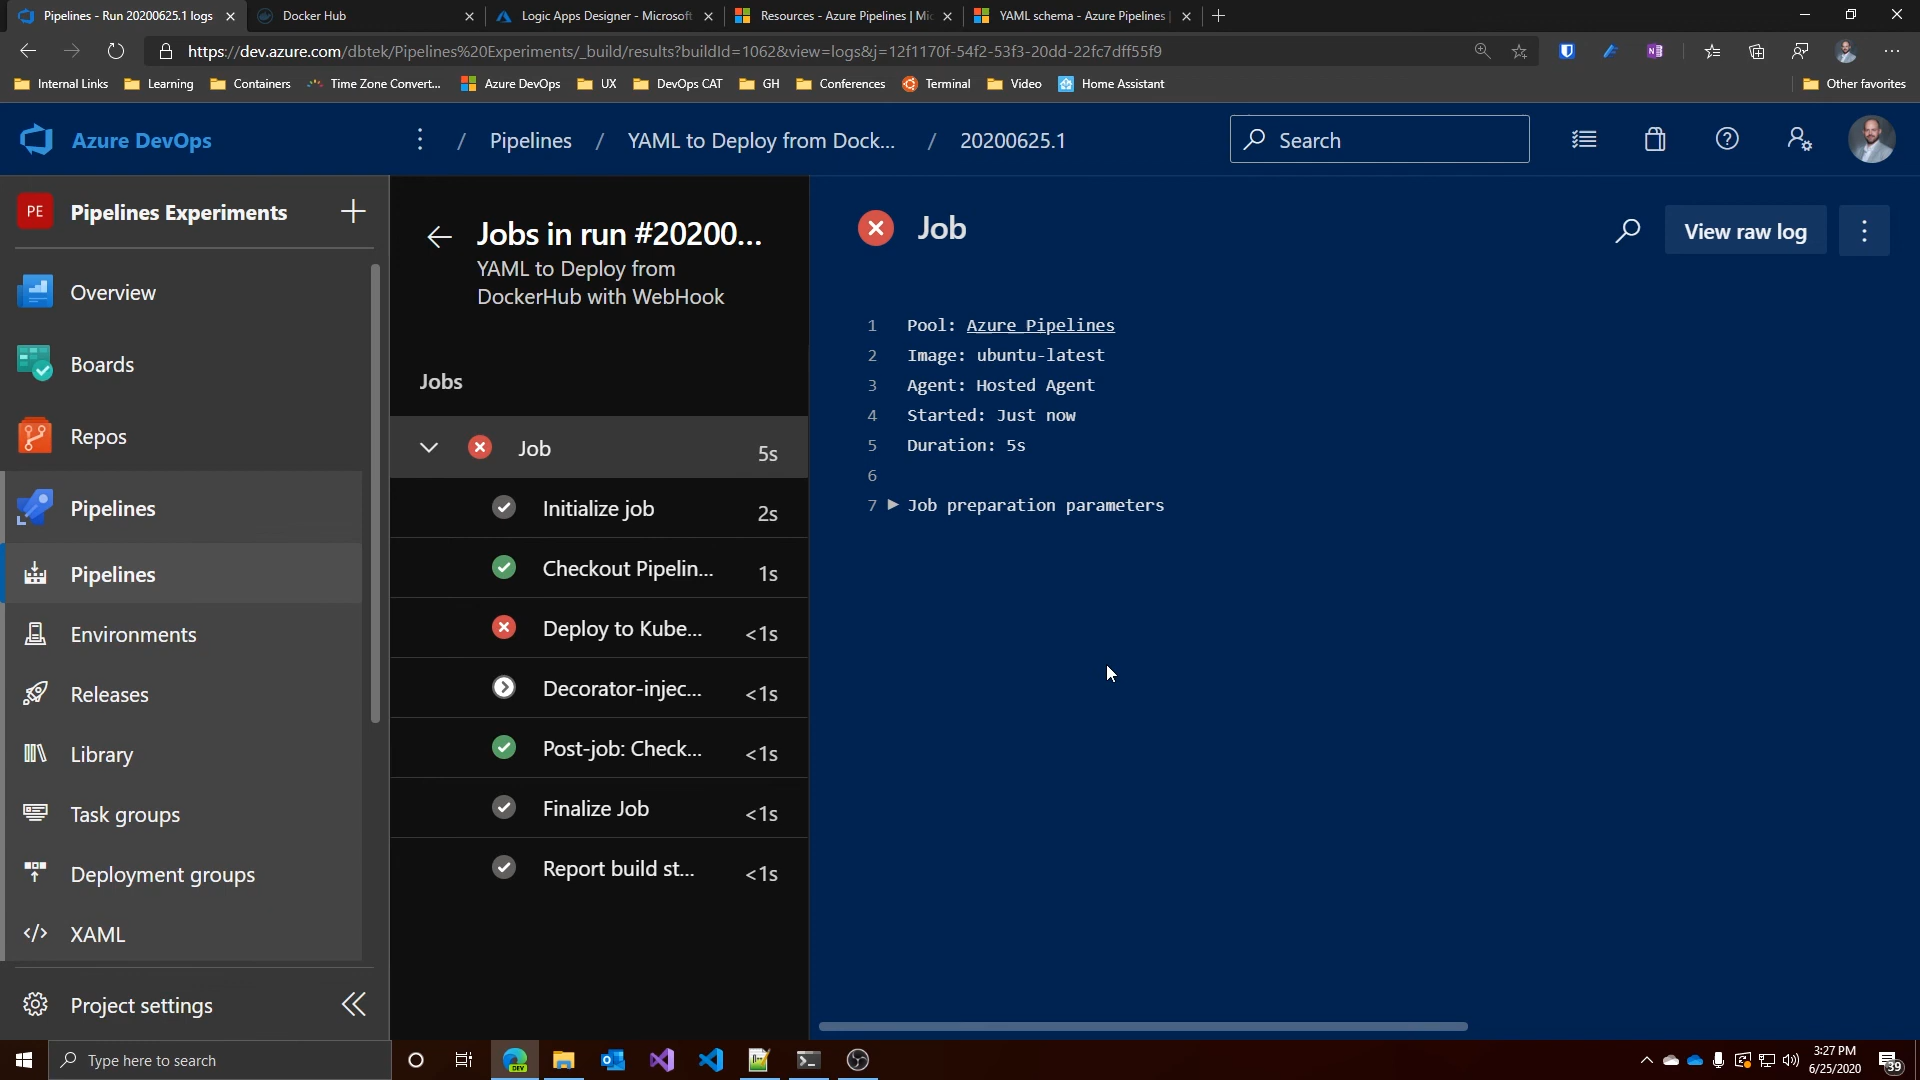 Pipelines - Run 20200625.1 logs
Docker Hub
Logic Apps Designer - Microsoft
Resources - Azure Pipelines | Mic
YAML schema - Azure Pipelines |
https://dev.azure.com/dbtek/Pipelines%20Experiments/_build/results?buildId=1062&view=logs&j=12f1170f-54f2-53f3-20dd-22fc7dff55f9
Internal Links
Learning
Containers
Time Zone Convert...
Azure DevOps
UX
DevOps CAT
GH
Conferences
Terminal
Video
Home Assistant
Other favorites
Azure DevOps
/ Pipelines / YAML to Deploy from Dock... / 20200625.1
Search
PE
Pipelines Experiments
Overview
Boards
Repos
Pipelines
Pipelines
Environments
Releases
Library
Task groups
Deployment groups
XAML
Project settings
Jobs in run #20200...
YAML to Deploy from
DockerHub with WebHook
Jobs
Job 5s
Initialize job 2s
Checkout Pipelin... 1s
Deploy to Kube... <1s
Decorator-injec... <1s
Post-job: Check... <1s
Finalize Job <1s
Report build st... <1s
Job
View raw log
1 Pool: Azure Pipelines
2 Image: ubuntu-latest
3 Agent: Hosted Agent
4 Started: Just now
5 Duration: 5s
6
7 Job preparation parameters
Type here to search
DEV
3:27 PM
6/25/2020
39